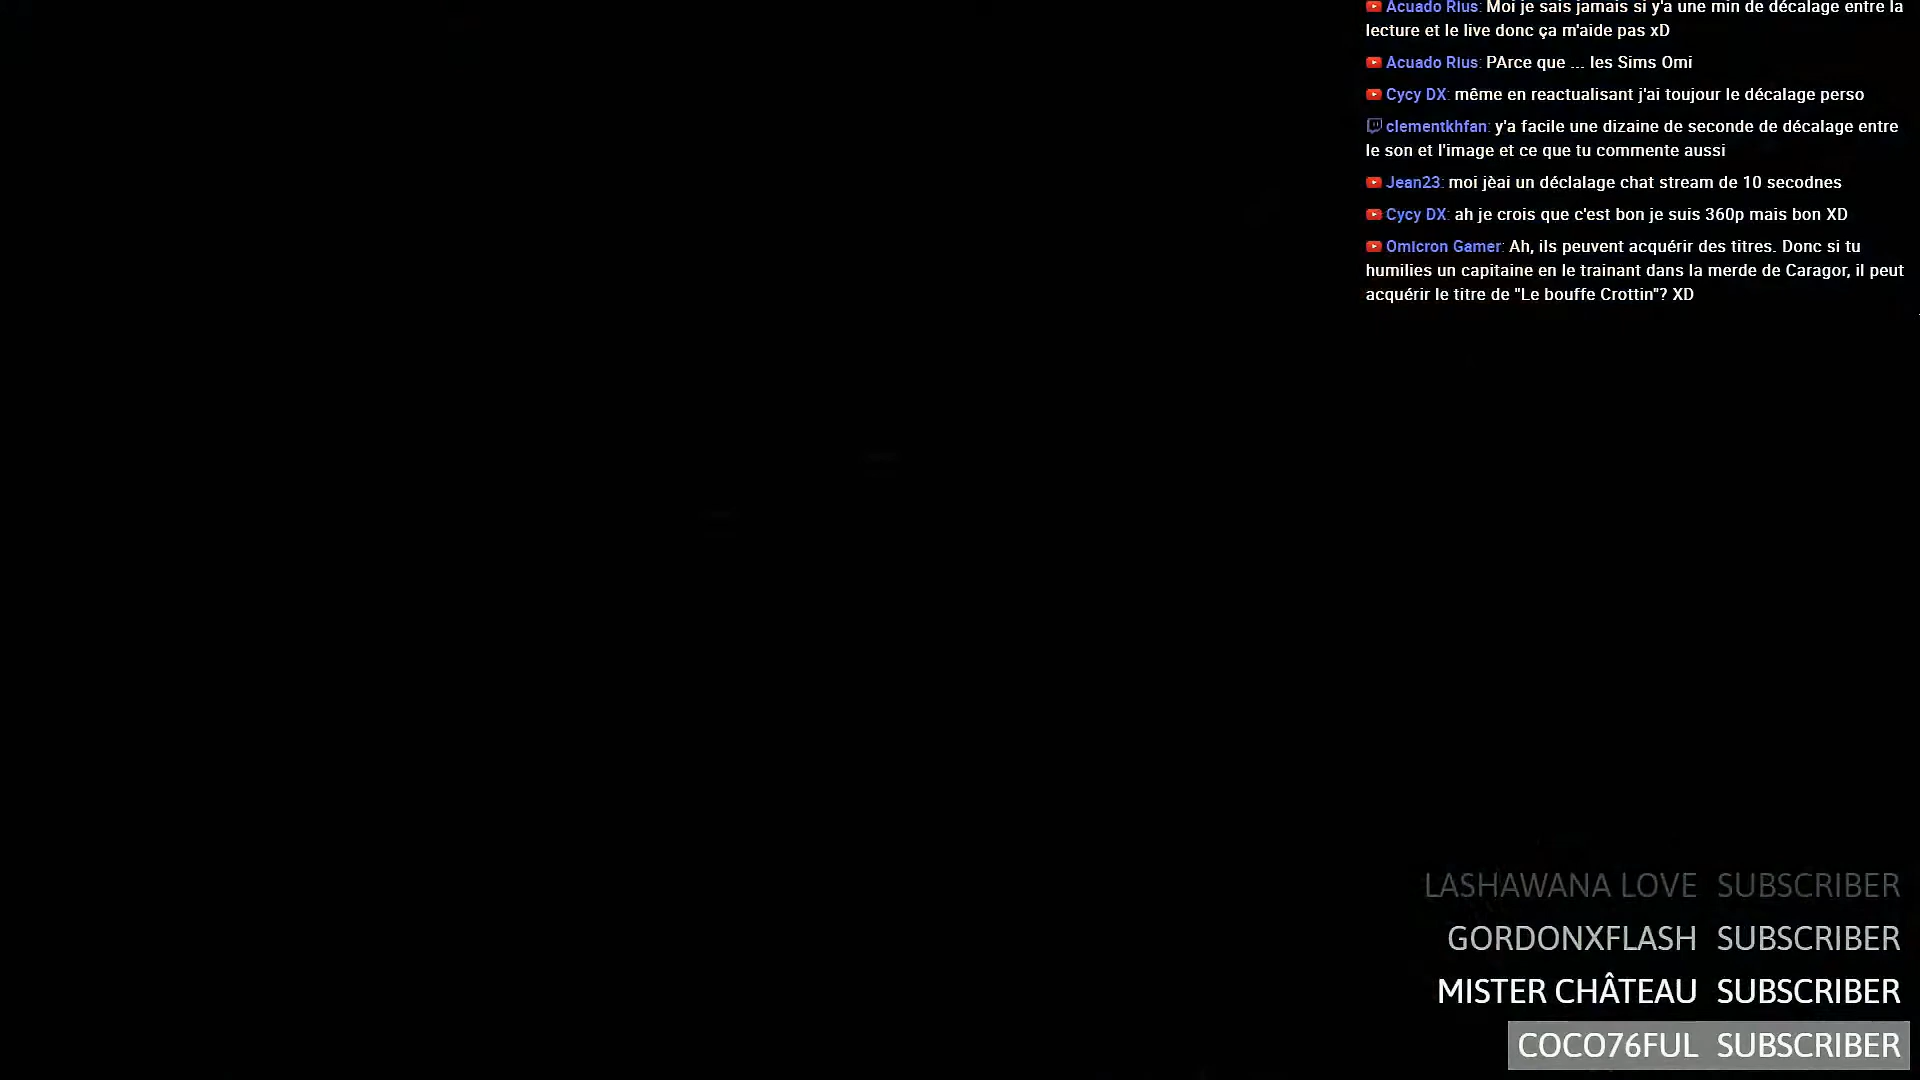 Acuado Rius: Moi je sais jamais si y'a une min de décalage entre la
lecture et le live donc ça m'aide pas xD
Acuado Rius: PArce que ... les Sims Omi
Cycy DX: même en reactualisant j'ai toujour le décalage perso
clementkhfan: y'a facile une dizaine de seconde de décalage entre
le son et l'image et ce que tu commente aussi
Jean23: moi jèai un déclalage chat stream de 10 secodnes
Cycy DX: ah je crois que c'est bon je suis 360p mais bon XD
Omicron Gamer: Ah, ils peuvent acquérir des titres. Donc si tu
humilies un capitaine en le trainant dans la merde de Caragor, il peut
acquérir le titre de "Le bouffe Crottin"? XD
LASHAWANA LOVE SUBSCRIBER
GORDONXFLASH SUBSCRIBER
MISTER CHÂTEAU SUBSCRIBER
COCO76FUL SUBSCRIBER